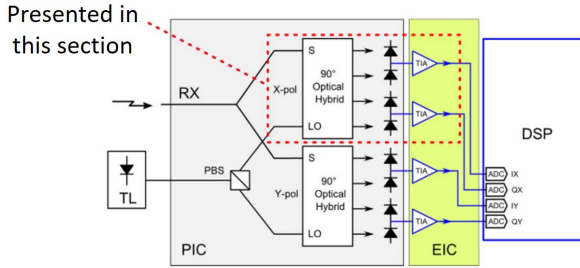 Presented in
this section
S
X-pol
90°
Optical
Hybrid
LO
RX
TIA
TIA
DSP
PBS
TL
S
Y-pol
90°
Optical
Hybrid
LO
TIA
TIA
ADC IX
ADC QX
ADC IY
ADC QY
PIC
EIC